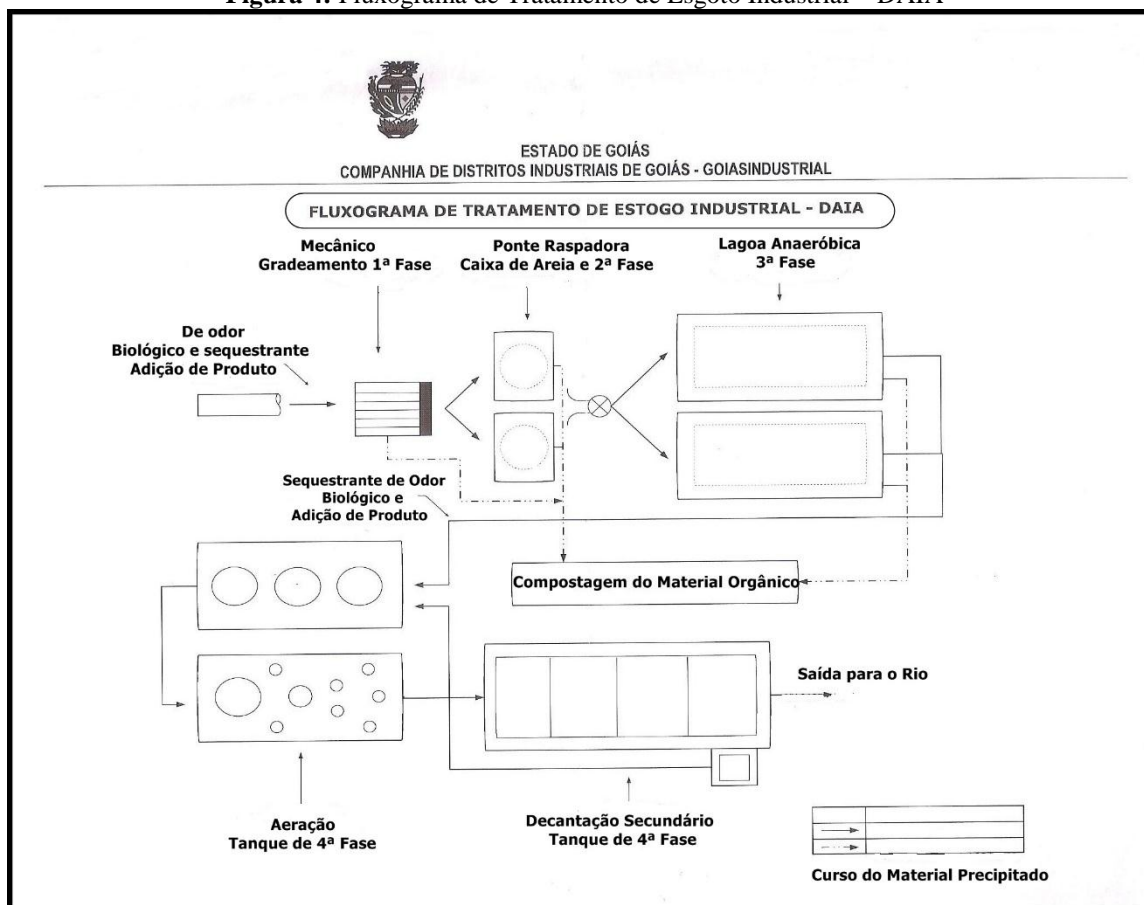 Figura 4. Fluxograma de Tratamento de Esgoto Industrial – DAIA
ESTADO DE GOIÁS
COMPANHIA DE DISTRITOS INDUSTRIAIS DE GOIÁS - GOIASINDUSTRIAL
FLUXOGRAMA DE TRATAMENTO DE ESTOGO INDUSTRIAL - DAIA
Mecânico
Gradeamento 1ª Fase
Ponte Raspadora
Caixa de Areia e 2ª Fase
Lagoa Anaeróbica
3ª Fase
De odor
Biológico e sequestrante
Adição de Produto
Sequestrante de Odor
Biológico e
Adição de Produto
Compostagem do Material Orgânico
Saída para o Rio
Aeração
Tanque de 4ª Fase
Decantação Secundário
Tanque de 4ª Fase
Curso do Material Precipitado